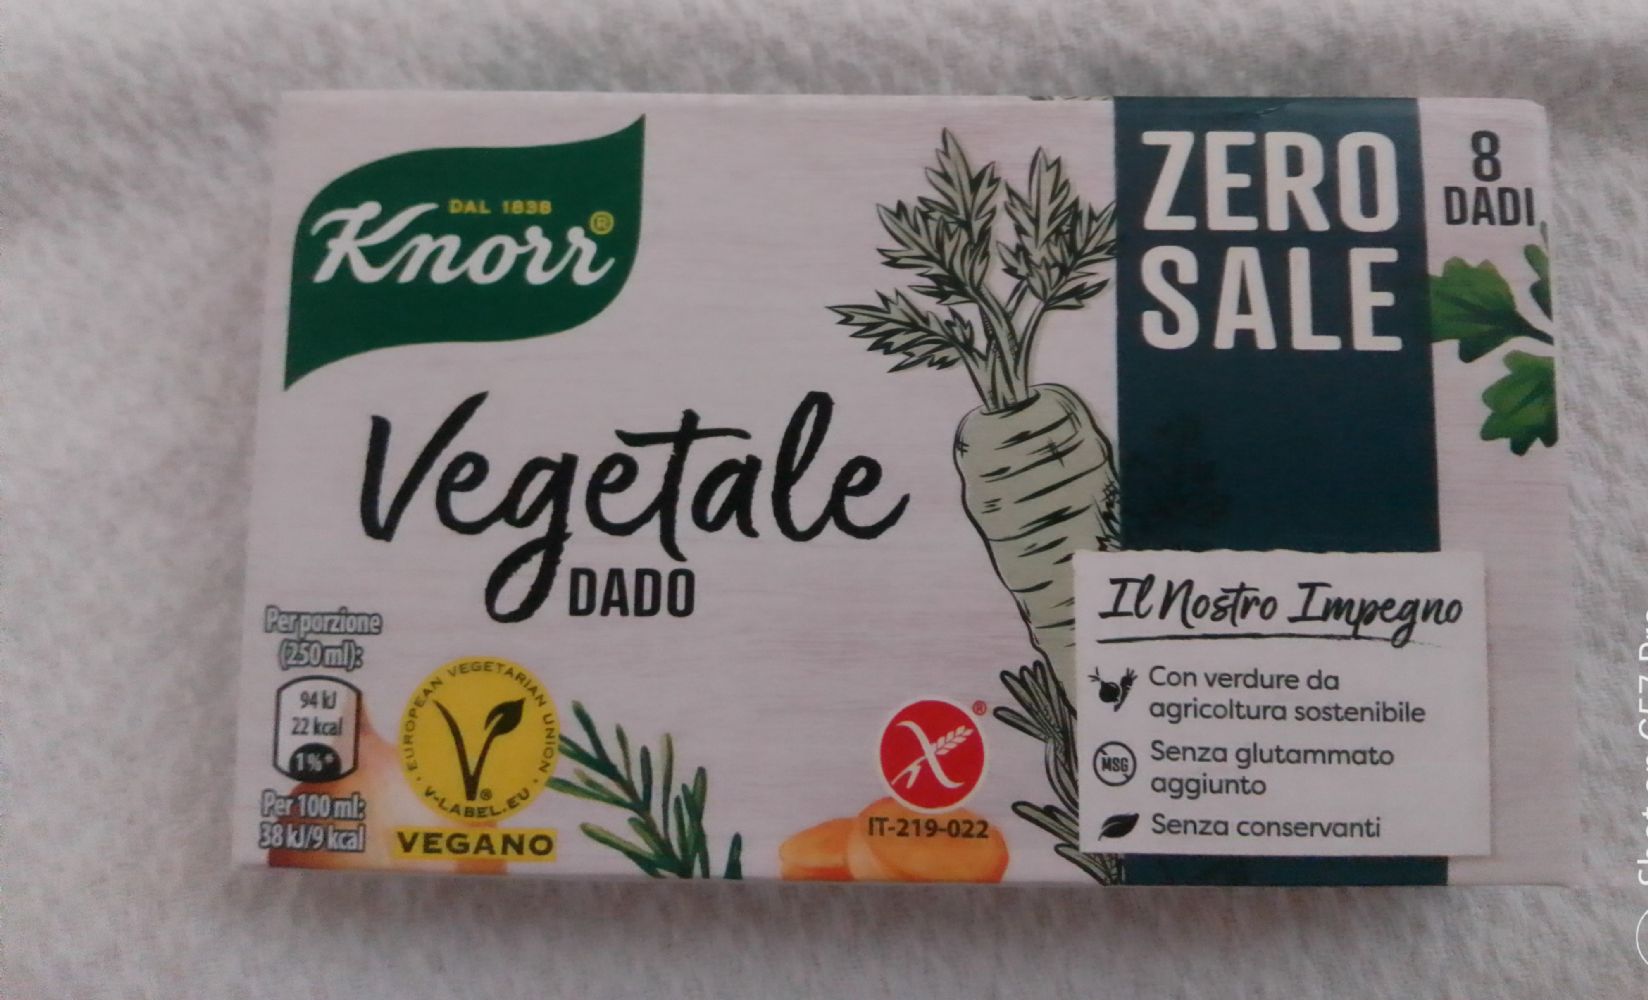 DAL 1838
Knorr®
Vegetale
DADO
ZERO
SALE
8
DADI
Per porzione
(250 ml):
94 kJ
22 kcal
1%*
Per 100 ml:
38 kJ/9 kcal
EUROPEAN VEGETARIAN UNION
V-LABEL.EU
®
VEGANO
®
IT-219-022
Il Nostro Impegno
Con verdure da
agricoltura sostenibile
MSG
Senza glutammato
aggiunto
Senza conservanti